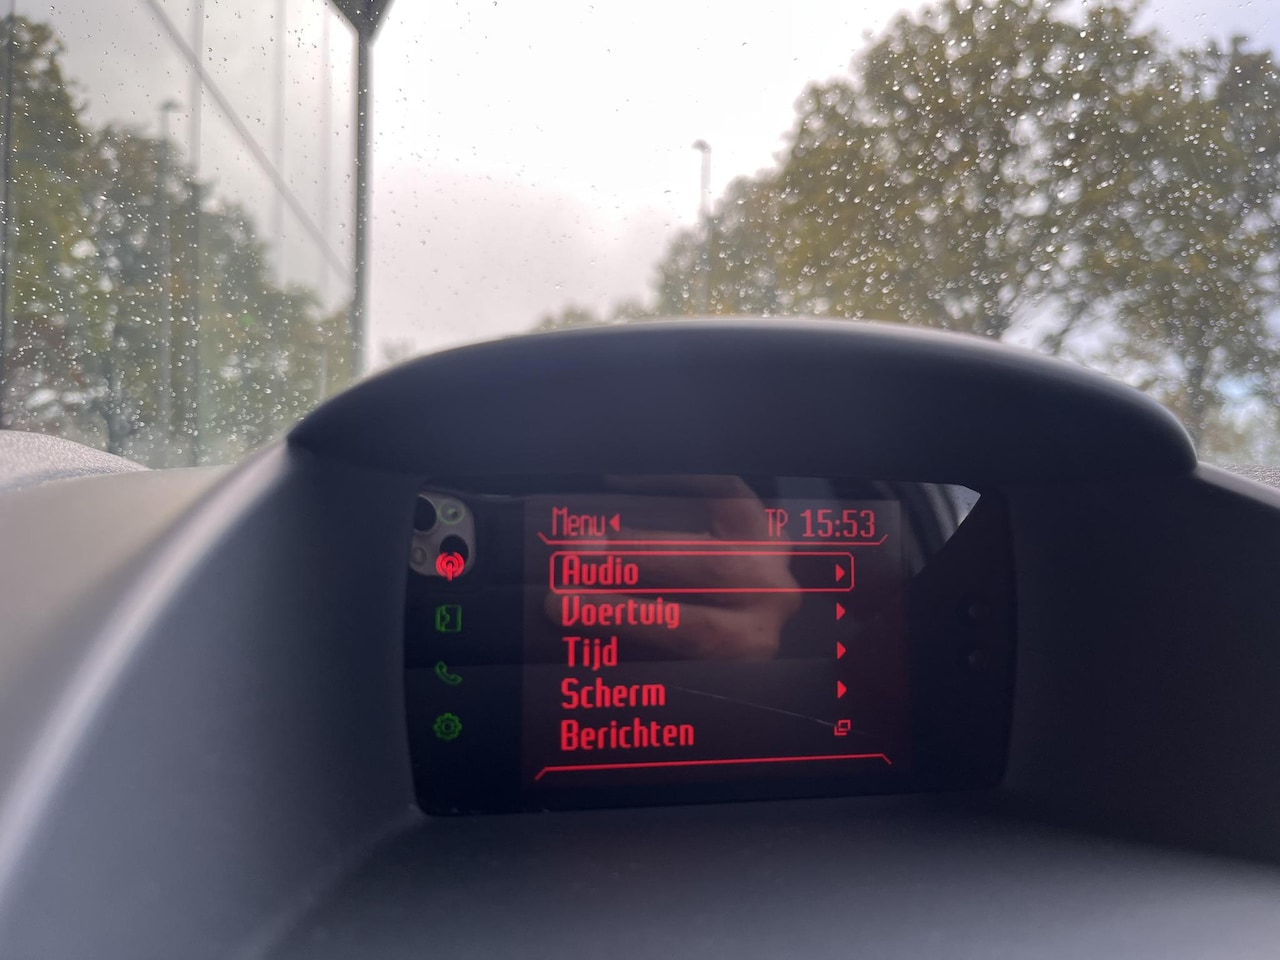 Menu TP 15:53
Audio
Voertuig
Tijd
Scherm
Berichten